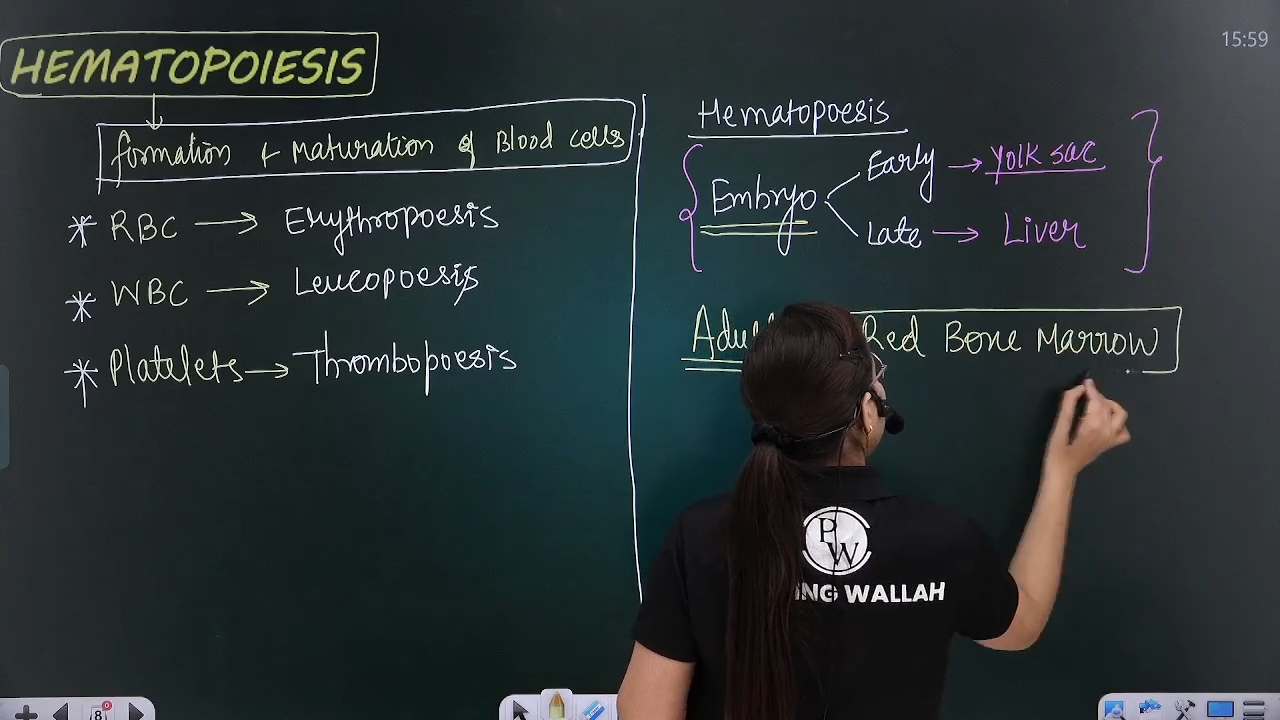 15:59
HEMATOPOIESIS
formation & Maturation of Blood cells
* RBC → Erythropoesis
* WBC → Leucopoesis
* Platelets → Thrombopoesis
Hematopoesis
Embryo
Early → Yolk sac
Late → Liver
Red Bone Marrow
PW
WALLAH
8